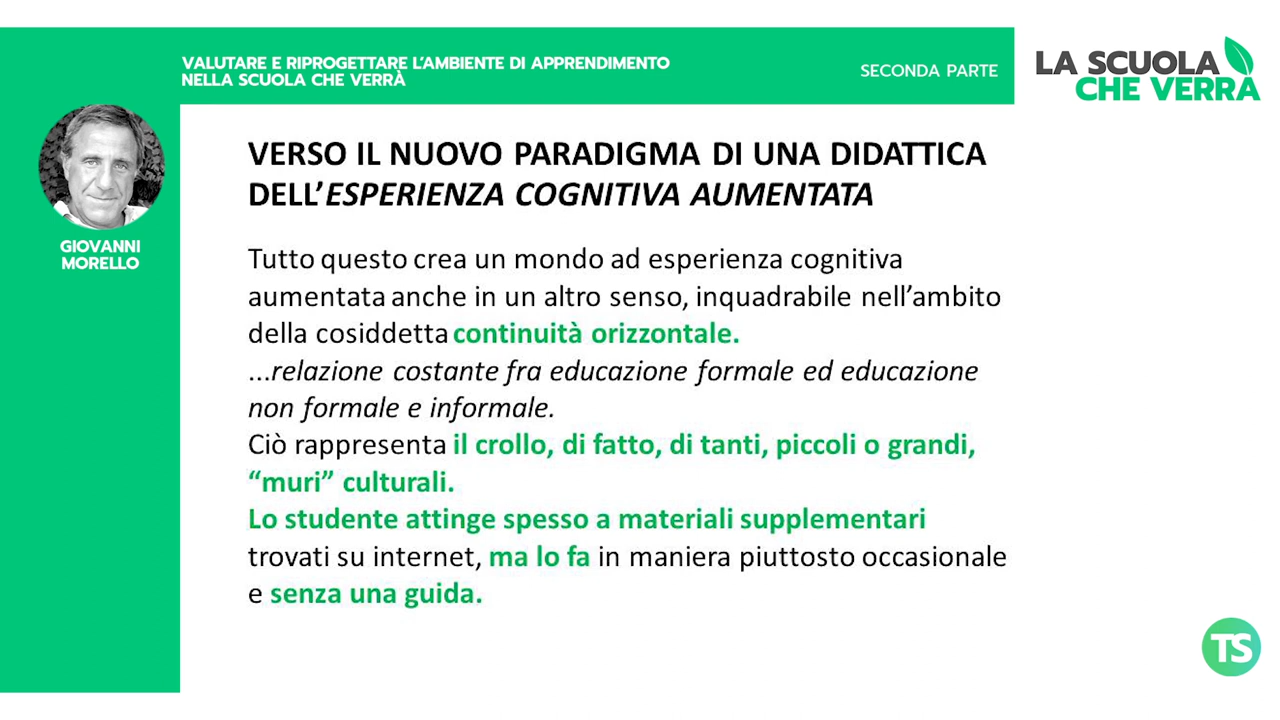 VALUTARE E RIPROGETTARE L'AMBIENTE DI APPRENDIMENTO
NELLA SCUOLA CHE VERRÀ
SECONDA PARTE
LA SCUOLA
CHE VERRÀ
GIOVANNI
MORELLO
VERSO IL NUOVO PARADIGMA DI UNA DIDATTICA
DELL'ESPERIENZA COGNITIVA AUMENTATA
Tutto questo crea un mondo ad esperienza cognitiva
aumentata anche in un altro senso, inquadrabile nell'ambito
della cosiddetta continuità orizzontale.
...relazione costante fra educazione formale ed educazione
non formale e informale.
Ciò rappresenta il crollo, di fatto, di tanti, piccoli o grandi,
“muri” culturali.
Lo studente attinge spesso a materiali supplementari
trovati su internet, ma lo fa in maniera piuttosto occasionale
e senza una guida.
TS